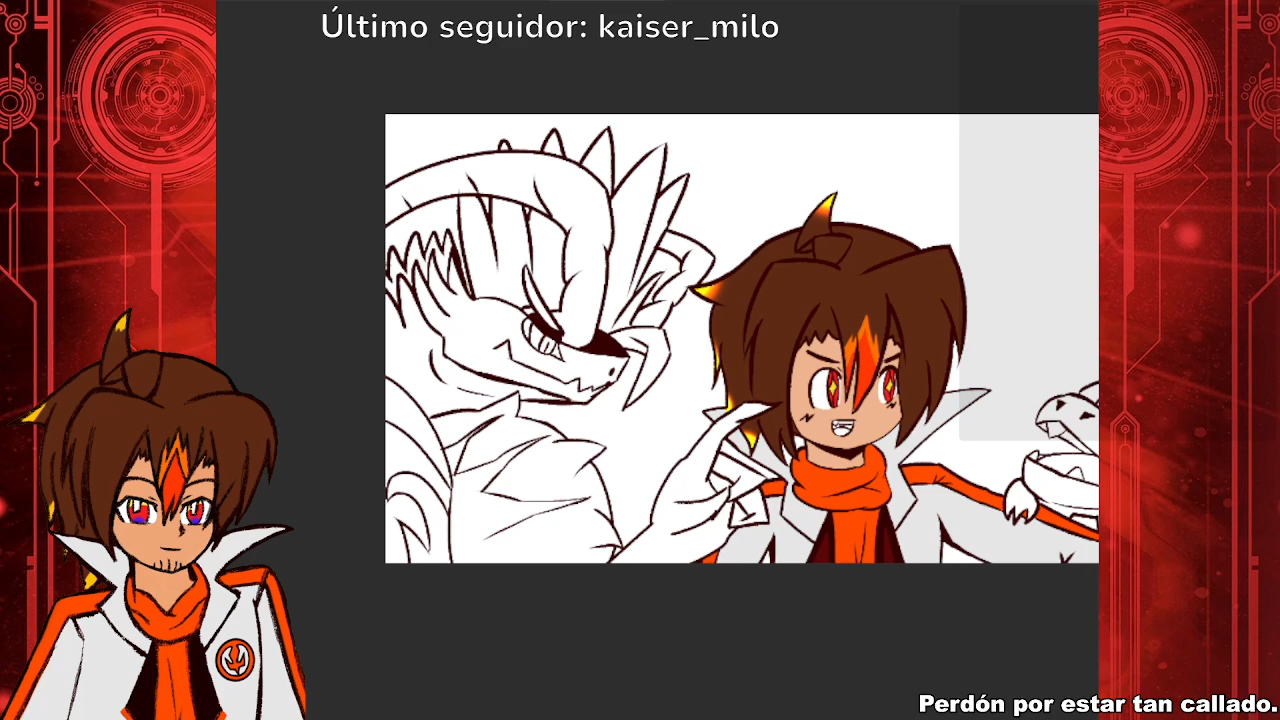 Último seguidor: kaiser_milo
Perdón por estar tan callado.